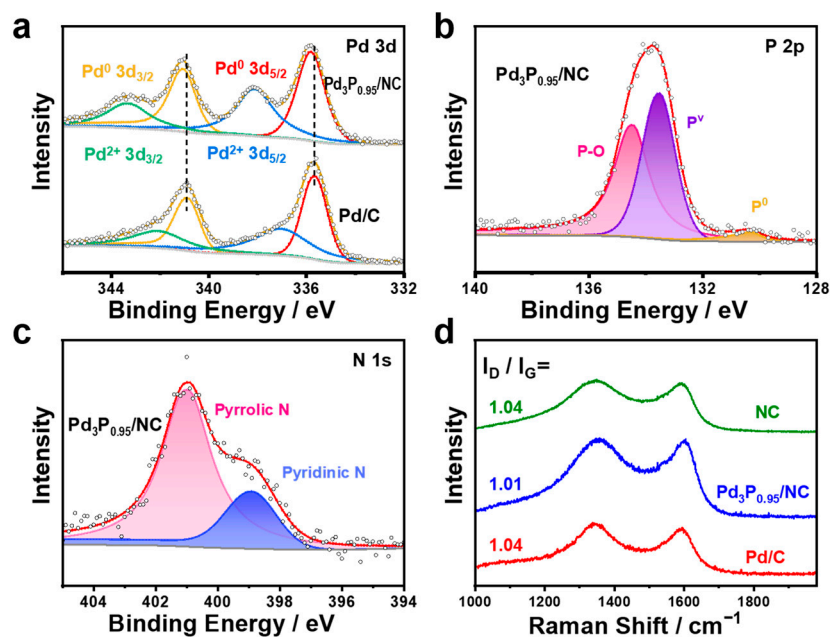 a
Pd 3d
Pd⁰ 3d₃/₂
Pd⁰ 3d₅/₂
Pd₃P₀.₉₅/NC
Pd²⁺ 3d₃/₂
Pd²⁺ 3d₅/₂
Pd/C
Intensity
344 340 336 332
Binding Energy / eV
b
P 2p
Pd₃P₀.₉₅/NC
P-O
Pⱽ
P⁰
Intensity
140 136 132 128
Binding Energy / eV
c
N 1s
Pd₃P₀.₉₅/NC
Pyrrolic N
Pyridinic N
Intensity
404 402 400 398 396 394
Binding Energy / eV
d
I_D / I_G=
1.04
NC
1.01
Pd₃P₀.₉₅/NC
1.04
Pd/C
Intensity
1000 1200 1400 1600 1800
Raman Shift / cm⁻¹